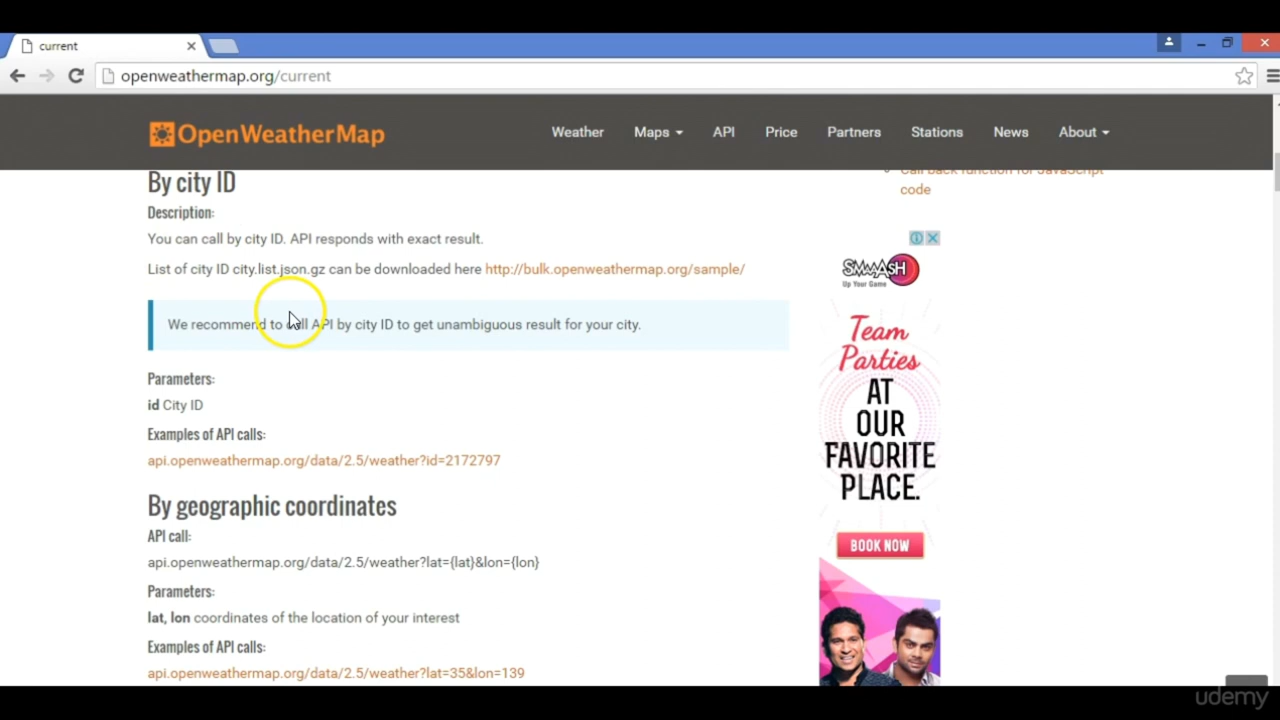 current
openweathermap.org/current
OpenWeatherMap
Weather Maps API Price Partners Stations News About
By city ID
Description:
You can call by city ID. API responds with exact result.
List of city ID city.list.json.gz can be downloaded here http://bulk.openweathermap.org/sample/
We recommend to call API by city ID to get unambiguous result for your city.
Parameters:
id City ID
Examples of API calls:
api.openweathermap.org/data/2.5/weather?id=2172797
By geographic coordinates
API call:
api.openweathermap.org/data/2.5/weather?lat={lat}&lon={lon}
Parameters:
lat, lon coordinates of the location of your interest
Examples of API calls:
api.openweathermap.org/data/2.5/weather?lat=35&lon=139
Call back function for JavaScript
code
SMAAASH
Up Your Game
Team
Parties
AT
OUR
FAVORITE
PLACE.
BOOK NOW
udemy